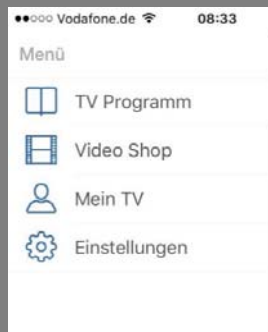 Vodafone.de 08:33
Menü
TV Programm
Video Shop
Mein TV
Einstellungen